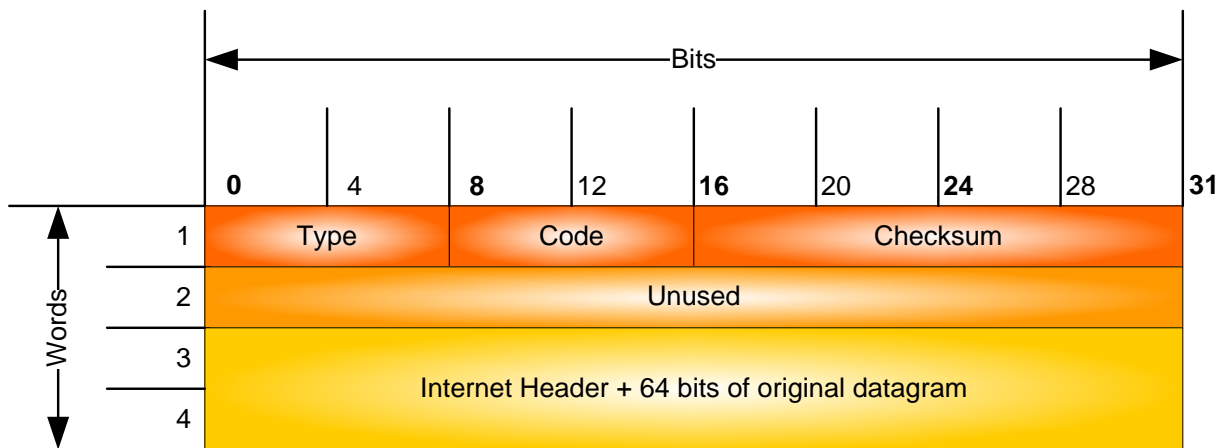 Bits
0 4 8 12 16 20 24 28 31
1 Type Code Checksum
2 Unused
Words
3
Internet Header + 64 bits of original datagram
4